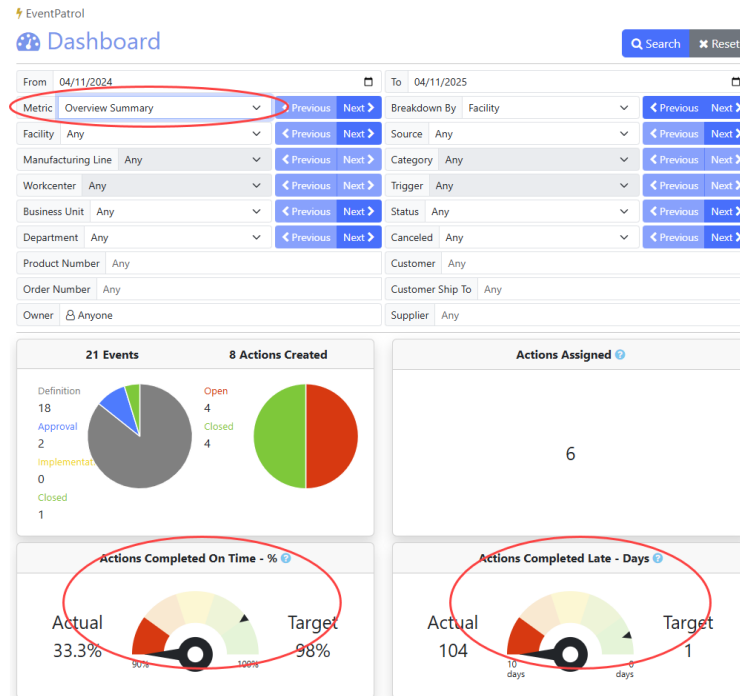 EventPatrol
Dashboard
Search Reset
From 04/11/2024 To 04/11/2025
Metric Overview Summary Previous Next Breakdown By Facility Previous Next
Facility Any Previous Next Source Any Previous Next
Manufacturing Line Any Previous Next Category Any Previous Next
Workcenter Any Previous Next Trigger Any Previous Next
Business Unit Any Previous Next Status Any Previous Next
Department Any Previous Next Canceled Any Previous Next
Product Number Any Customer Any
Order Number Any Customer Ship To Any
Owner Anyone Supplier Any
21 Events 8 Actions Created Actions Assigned ?
Definition
18
Approval
2
Implementat
0
Closed
1
Open
4
Closed
4
6
Actions Completed On Time - % ?
Actual
33.3%
90% 100%
Target
98%
Actions Completed Late - Days ?
Actual
104
10
days
0
days
Target
1